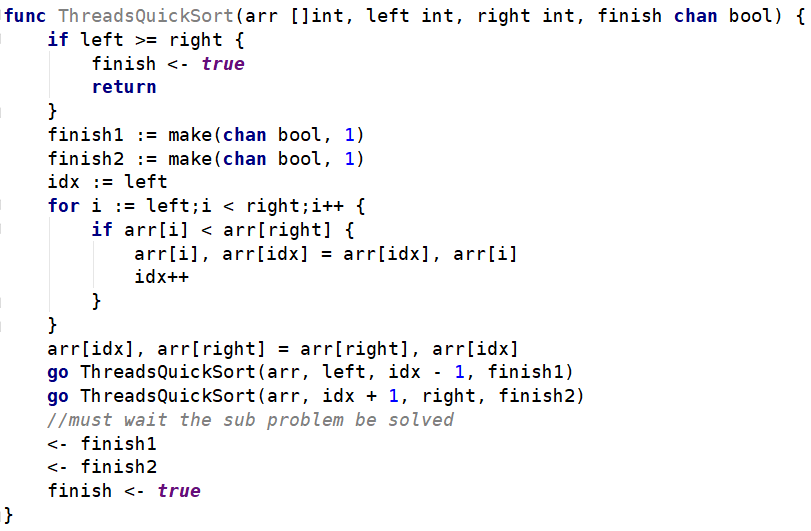 func ThreadsQuickSort(arr []int, left int, right int, finish chan bool) {
    if left >= right {
        finish <- true
        return
    }
    finish1 := make(chan bool, 1)
    finish2 := make(chan bool, 1)
    idx := left
    for i := left;i < right;i++ {
        if arr[i] < arr[right] {
            arr[i], arr[idx] = arr[idx], arr[i]
            idx++
        }
    }
    arr[idx], arr[right] = arr[right], arr[idx]
    go ThreadsQuickSort(arr, left, idx - 1, finish1)
    go ThreadsQuickSort(arr, idx + 1, right, finish2)
    //must wait the sub problem be solved
    <- finish1
    <- finish2
    finish <- true
}